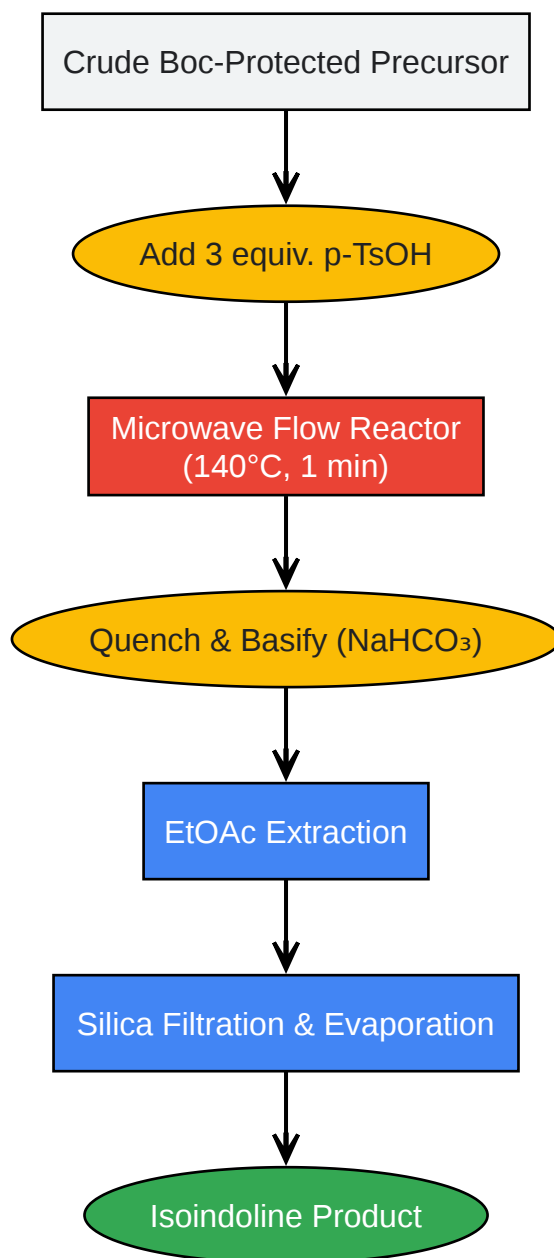 Crude Boc-Protected Precursor
Add 3 equiv. p-TsOH
Microwave Flow Reactor
(140°C, 1 min)
Quench & Basify (NaHCO₃)
EtOAc Extraction
Silica Filtration & Evaporation
Isoindoline Product